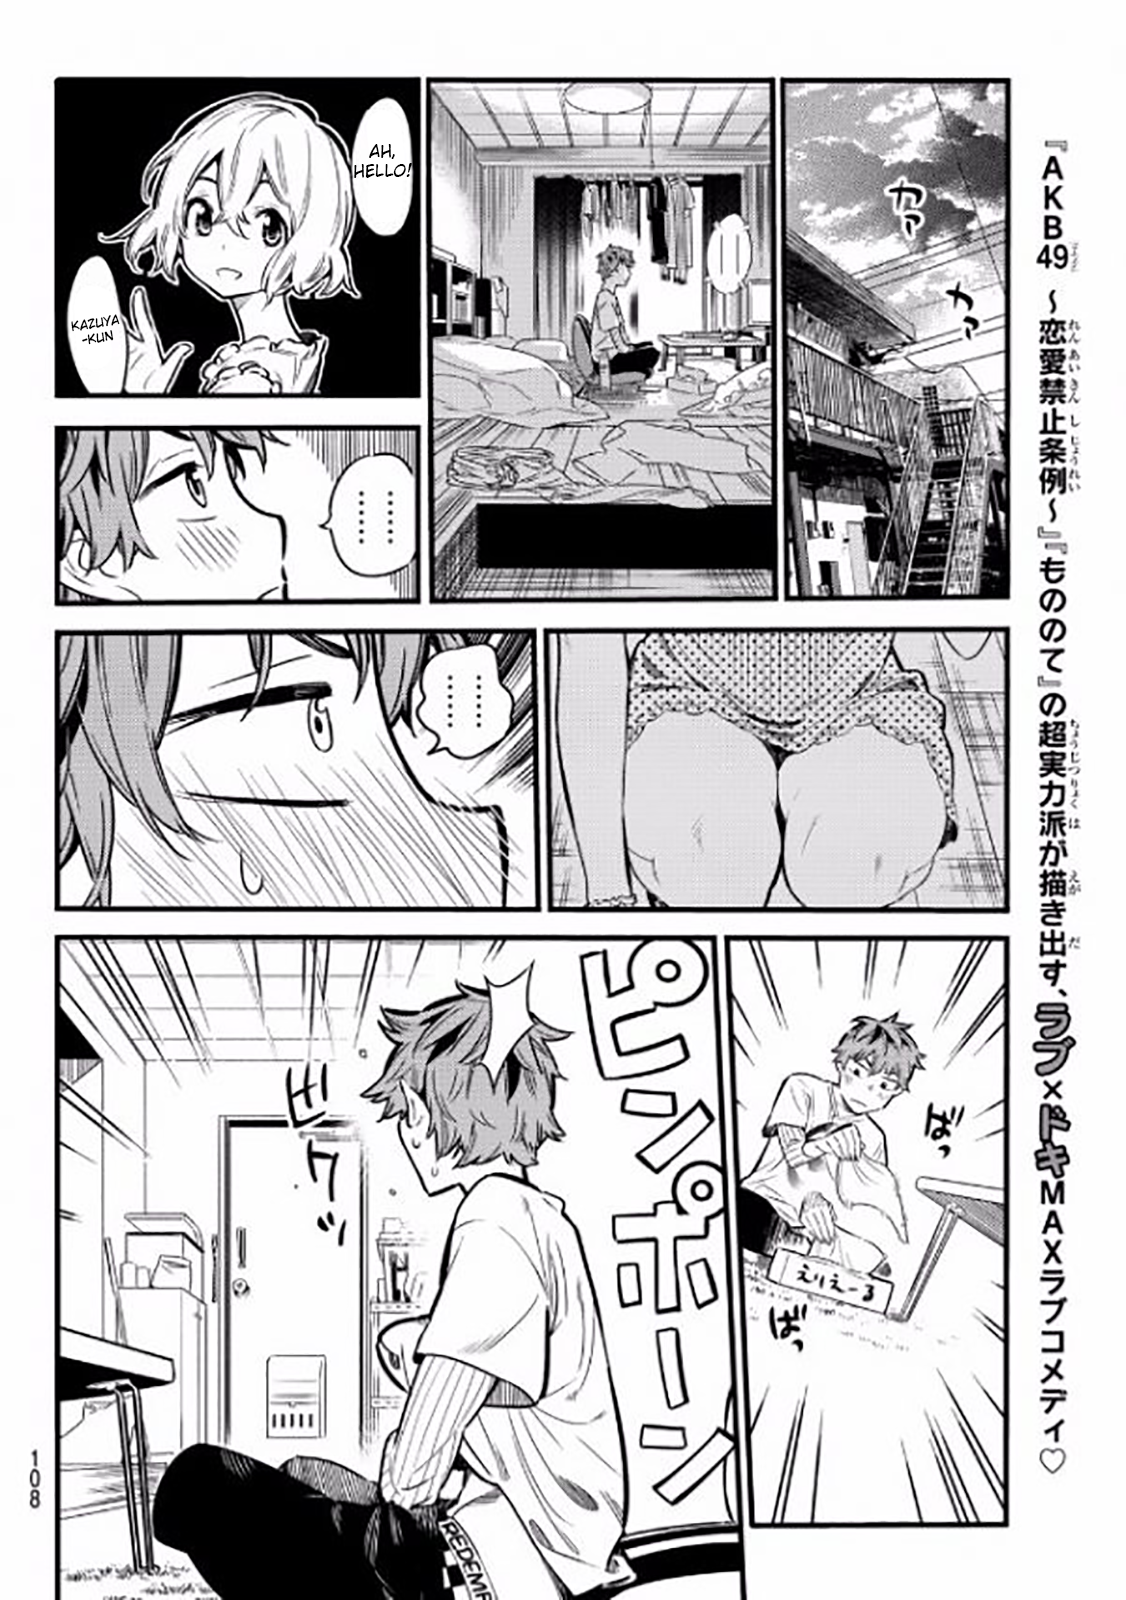 『AKB49 ～恋愛禁止条例～』『もののて』の超実力派が描き出す、ラブ×ドキMAXラブコメディ♡
カァ
カァ
AH,
HELLO!
KAZUYA
-KUN
ばっ
えりえーる
ばっ
ピンポーン
ビクッ
REDEMP
108